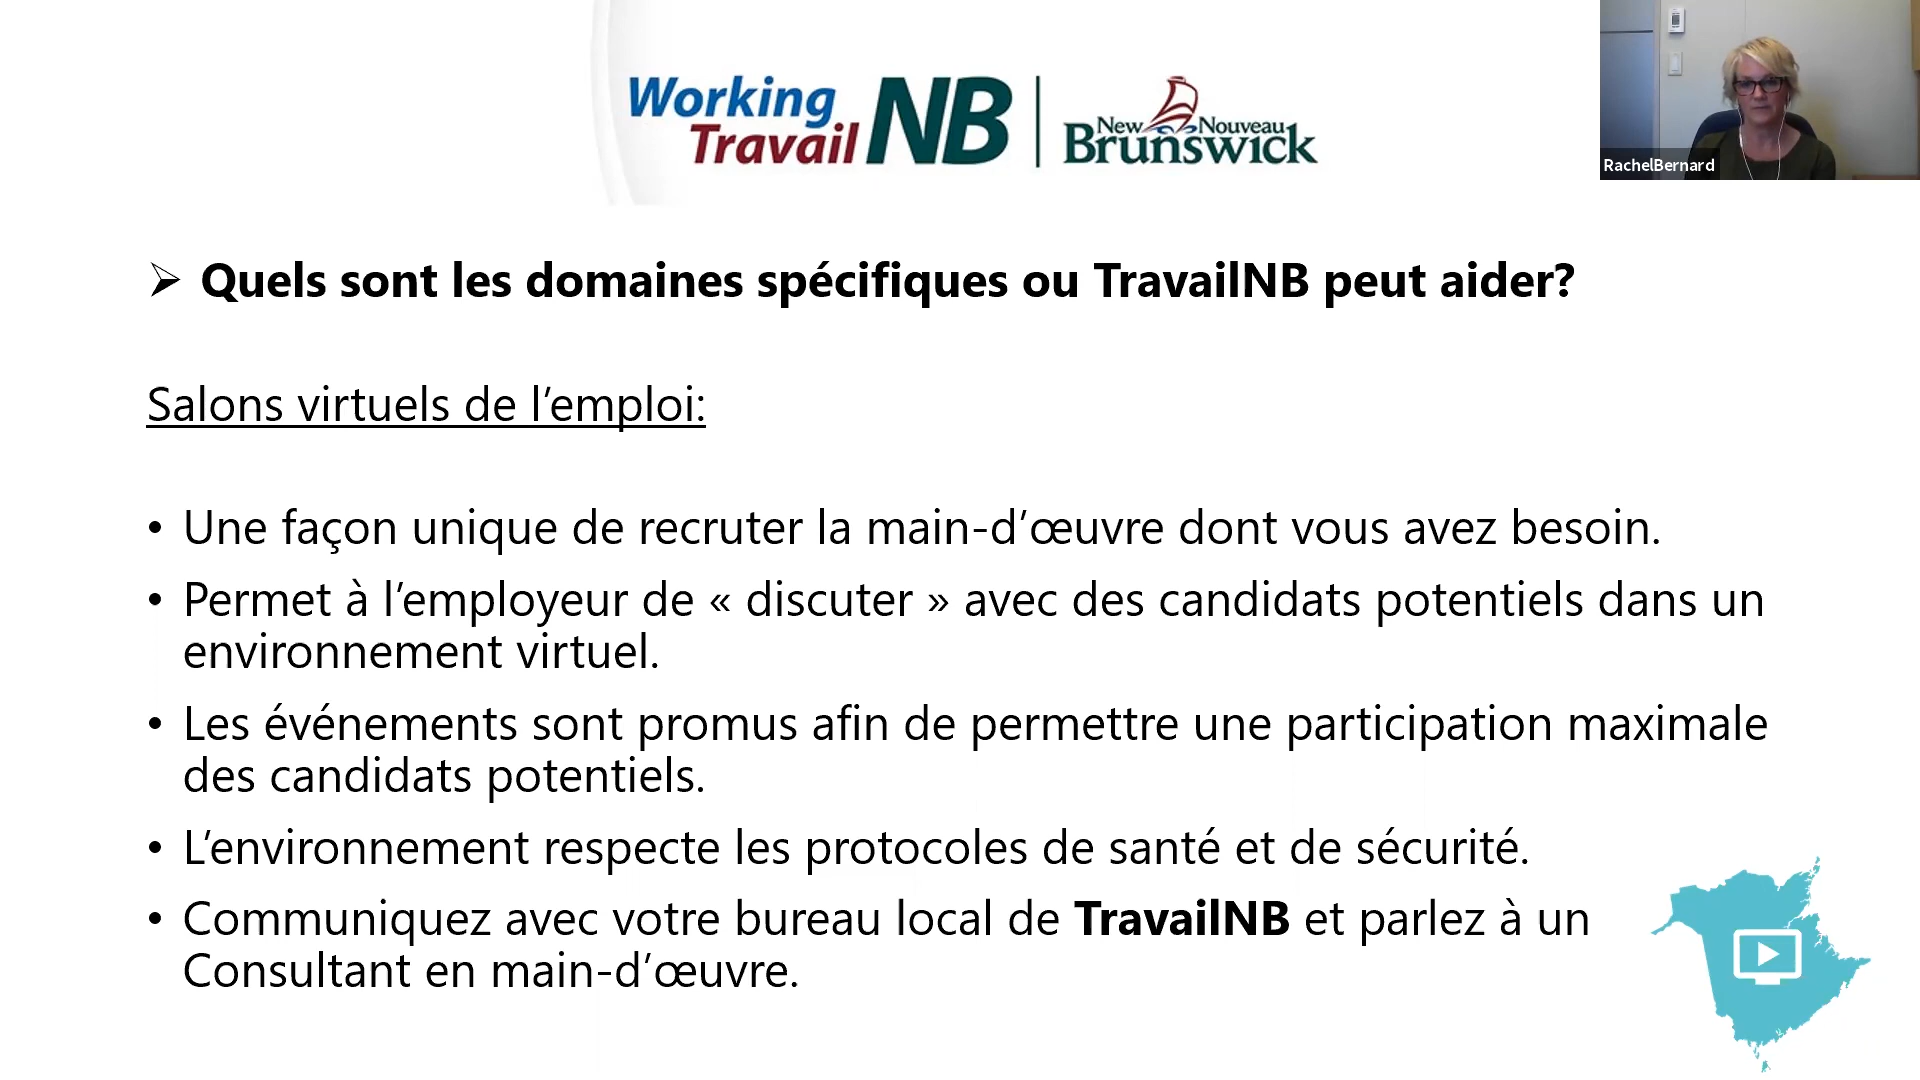 Working
Travail NB
New Nouveau
Brunswick
RachelBernard
➢ Quels sont les domaines spécifiques ou TravailNB peut aider?
Salons virtuels de l’emploi:
• Une façon unique de recruter la main-d’œuvre dont vous avez besoin.
• Permet à l’employeur de « discuter » avec des candidats potentiels dans un
environnement virtuel.
• Les événements sont promus afin de permettre une participation maximale
des candidats potentiels.
• L’environnement respecte les protocoles de santé et de sécurité.
• Communiquez avec votre bureau local de TravailNB et parlez à un
Consultant en main-d’œuvre.